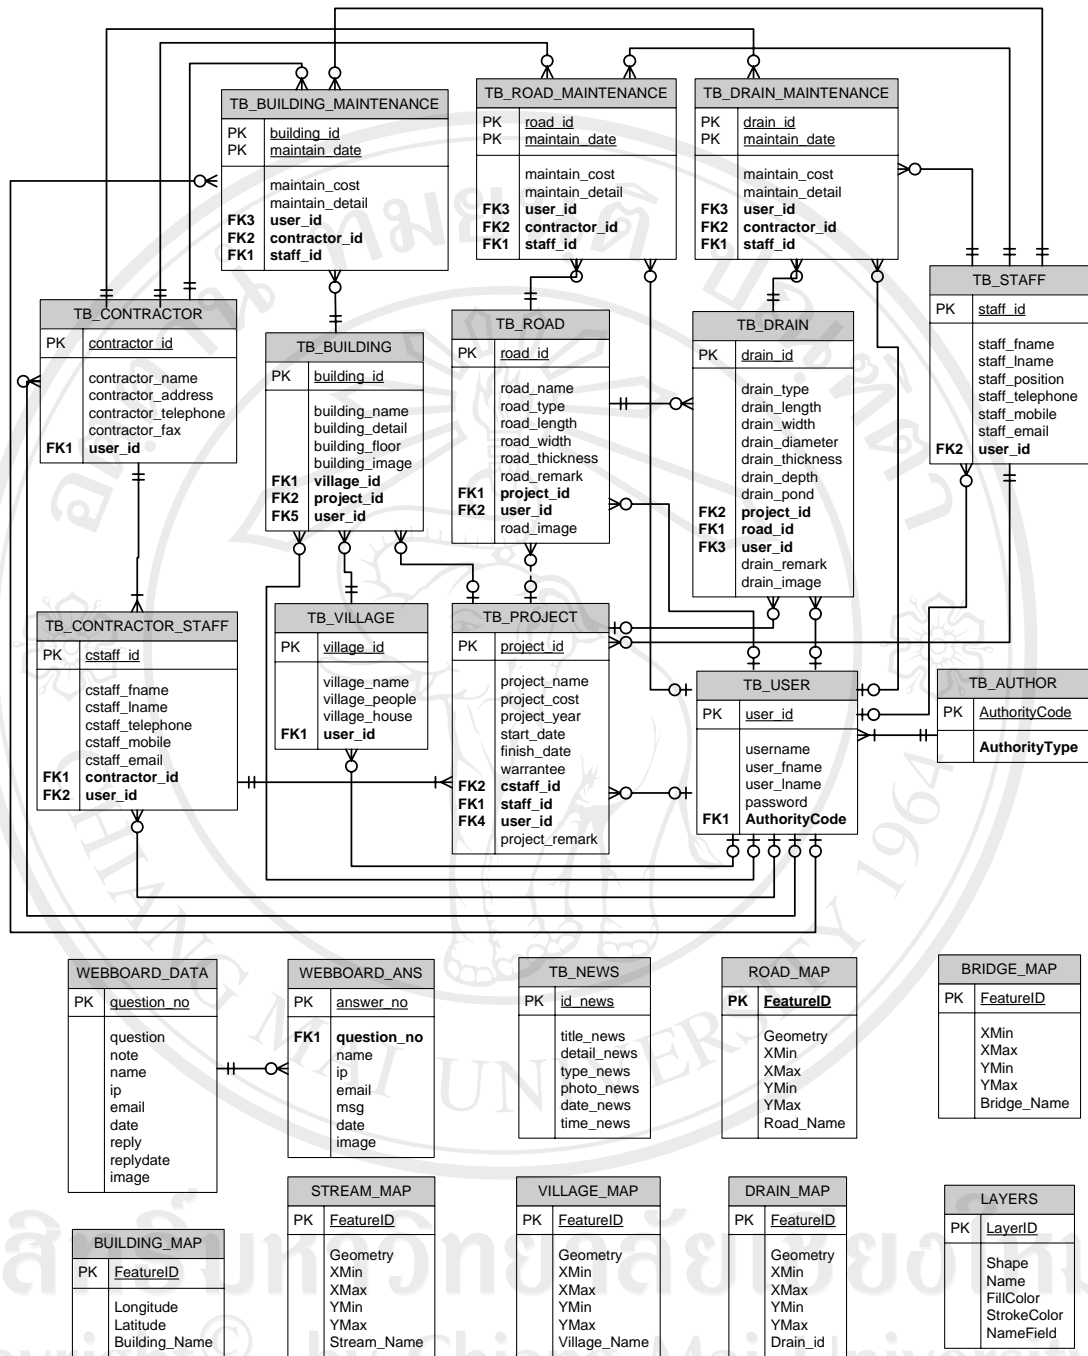 TB_BUILDING_MAINTENANCE
PK building_id
PK maintain_date
maintain_cost
maintain_detail
FK3 user_id
FK2 contractor_id
FK1 staff_id
TB_ROAD_MAINTENANCE
PK road_id
PK maintain_date
maintain_cost
maintain_detail
FK3 user_id
FK2 contractor_id
FK1 staff_id
TB_DRAIN_MAINTENANCE
PK drain_id
PK maintain_date
maintain_cost
maintain_detail
FK3 user_id
FK2 contractor_id
FK1 staff_id
TB_STAFF
PK staff_id
staff_fname
staff_lname
staff_position
staff_telephone
staff_mobile
staff_email
FK2 user_id
TB_CONTRACTOR
PK contractor_id
contractor_name
contractor_address
contractor_telephone
contractor_fax
FK1 user_id
TB_BUILDING
PK building_id
building_name
building_detail
building_floor
building_image
FK1 village_id
FK2 project_id
FK5 user_id
TB_ROAD
PK road_id
road_name
road_type
road_length
road_width
road_thickness
road_remark
FK1 project_id
FK2 user_id
road_image
TB_DRAIN
PK drain_id
drain_type
drain_length
drain_width
drain_diameter
drain_thickness
drain_depth
drain_pond
FK2 project_id
FK1 road_id
FK3 user_id
drain_remark
drain_image
TB_CONTRACTOR_STAFF
PK cstaff_id
cstaff_fname
cstaff_lname
cstaff_telephone
cstaff_mobile
cstaff_email
FK1 contractor_id
FK2 user_id
TB_VILLAGE
PK village_id
village_name
village_people
village_house
FK1 user_id
TB_PROJECT
PK project_id
project_name
project_cost
project_year
start_date
finish_date
warrantee
FK2 cstaff_id
FK1 staff_id
FK4 user_id
project_remark
TB_USER
PK user_id
username
user_fname
user_lname
password
FK1 AuthorityCode
TB_AUTHOR
PK AuthorityCode
AuthorityType
CHIANG MAI UNIVERSITY 1964
WEBBOARD_DATA
PK question_no
question
note
name
ip
email
date
reply
replydate
image
WEBBOARD_ANS
PK answer_no
FK1 question_no
name
ip
email
msg
date
image
TB_NEWS
PK id_news
title_news
detail_news
type_news
photo_news
date_news
time_news
ROAD_MAP
PK FeatureID
Geometry
XMin
XMax
YMin
YMax
Road_Name
BRIDGE_MAP
PK FeatureID
XMin
XMax
YMin
YMax
Bridge_Name
BUILDING_MAP
PK FeatureID
Longitude
Latitude
Building_Name
STREAM_MAP
PK FeatureID
Geometry
XMin
XMax
YMin
YMax
Stream_Name
VILLAGE_MAP
PK FeatureID
Geometry
XMin
XMax
YMin
YMax
Village_Name
DRAIN_MAP
PK FeatureID
Geometry
XMin
XMax
YMin
YMax
Drain_id
LAYERS
PK LayerID
Shape
Name
FillColor
StrokeColor
NameField